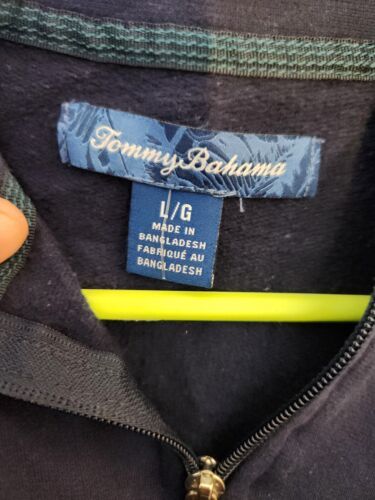 Tommy Bahama
L/G
MADE IN
BANGLADESH
FABRIQUÉ AU
BANGLADESH